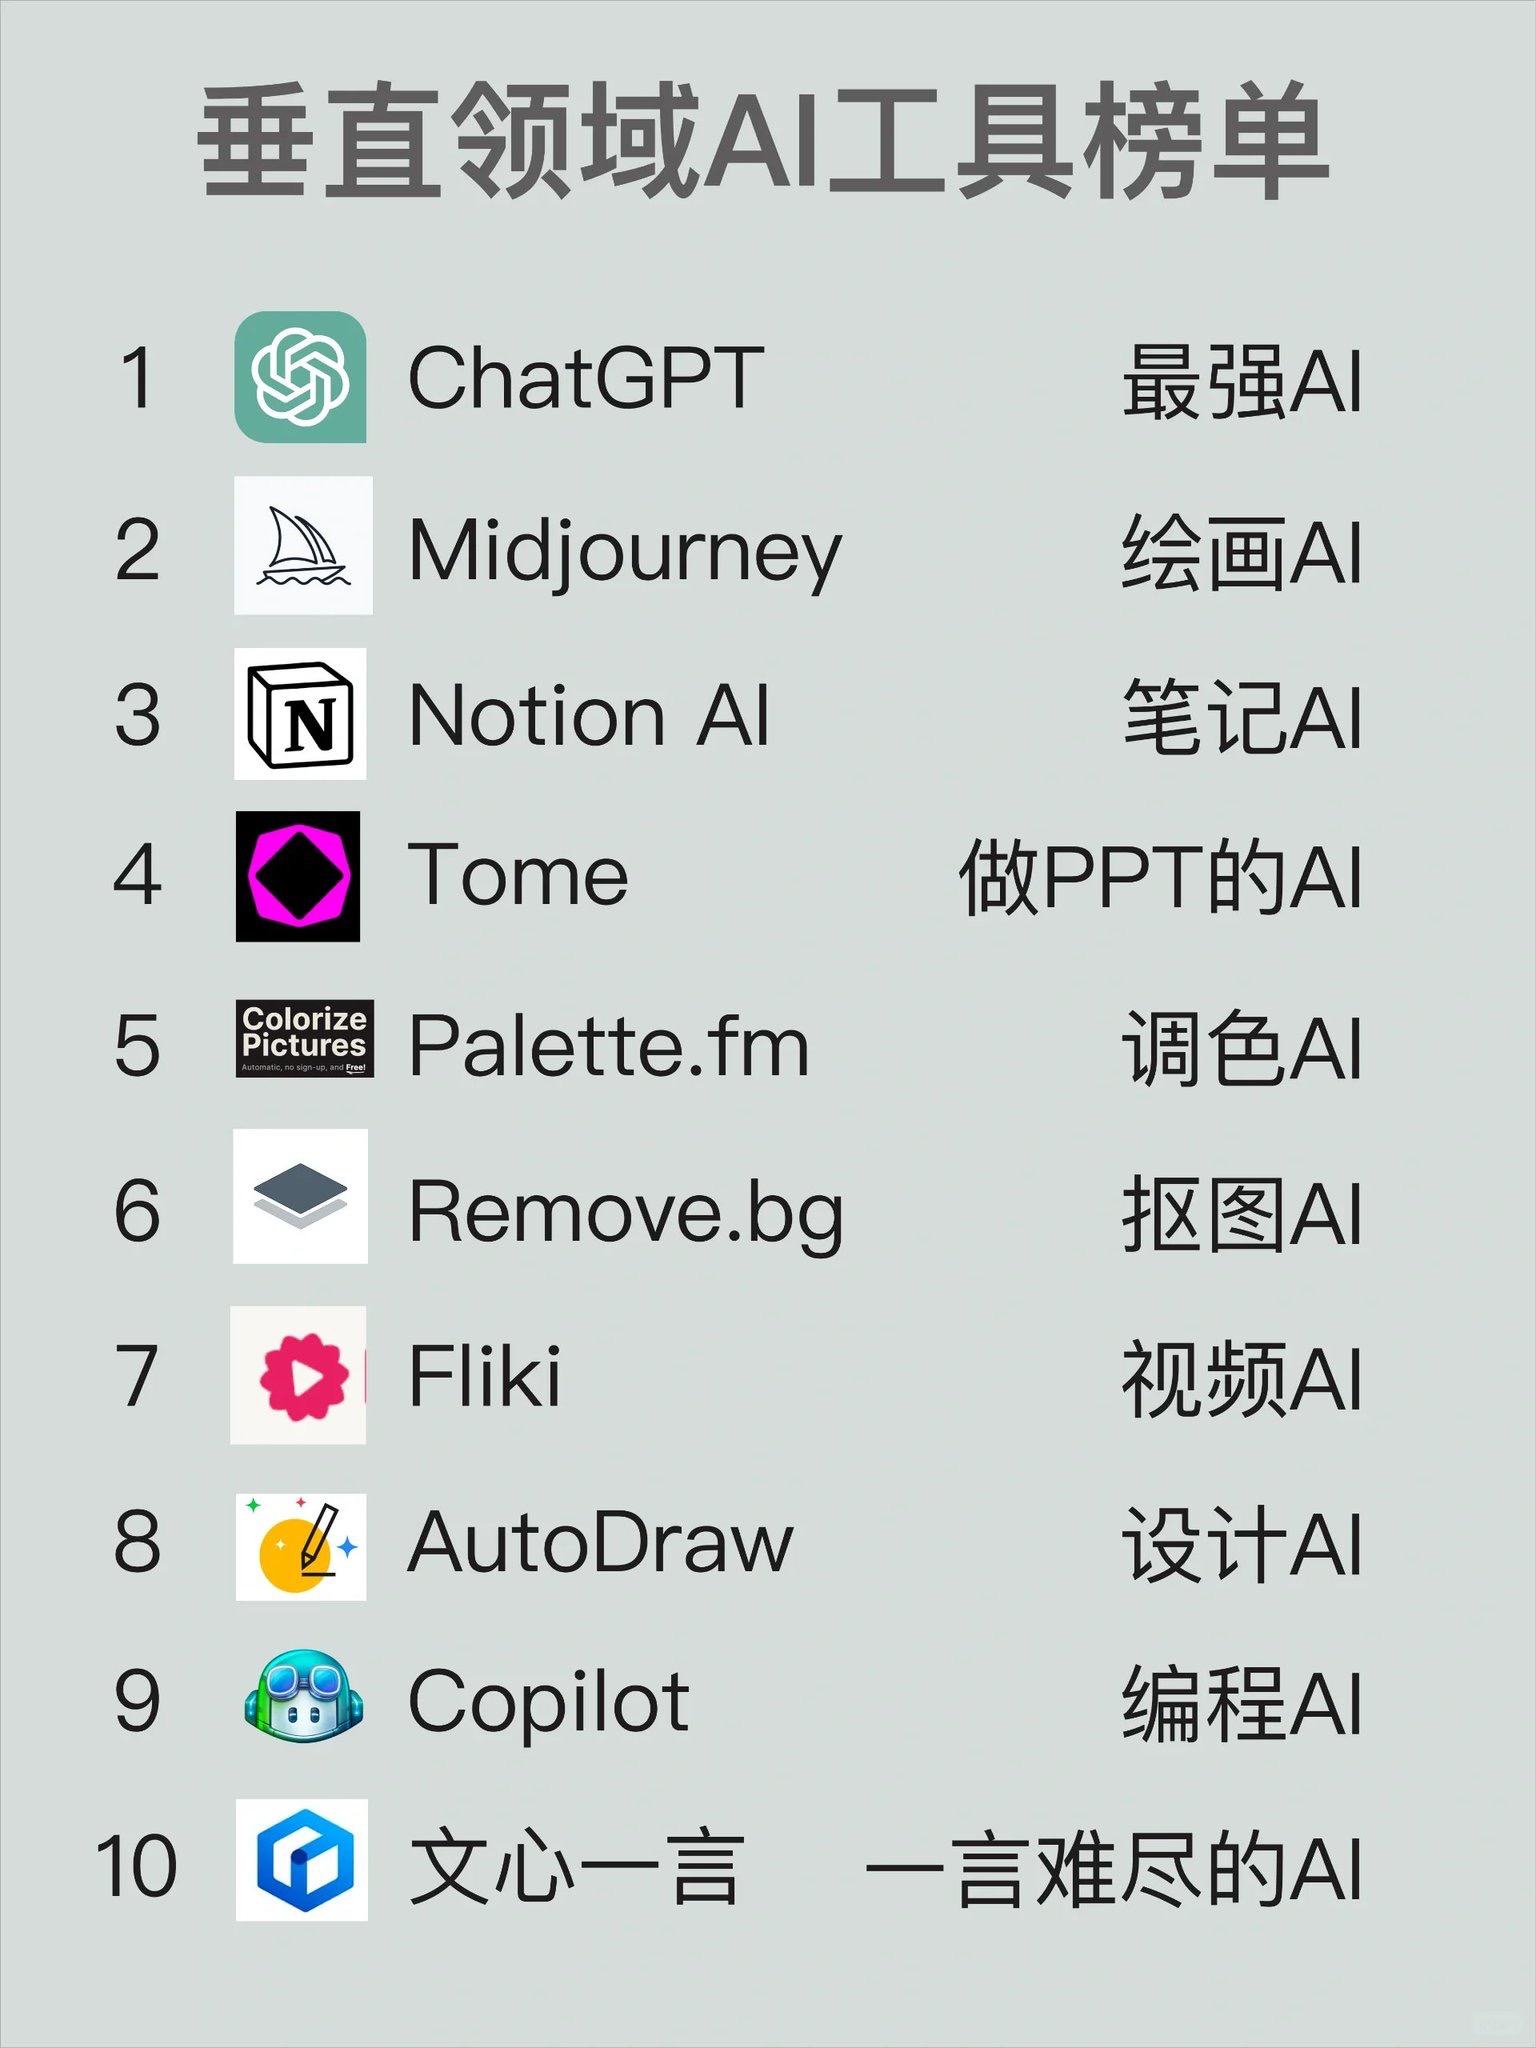 垂直领域AI工具榜单
1 ChatGPT 最强AI
2 Midjourney 绘画AI
3 Notion AI 笔记AI
4 Tome 做PPT的AI
Colorize
Pictures
Automatic, no sign-up, and Free!
5 Palette.fm 调色AI
6 Remove.bg 抠图AI
7 Fliki 视频AI
8 AutoDraw 设计AI
9 Copilot 编程AI
10 文心一言 一言难尽的AI